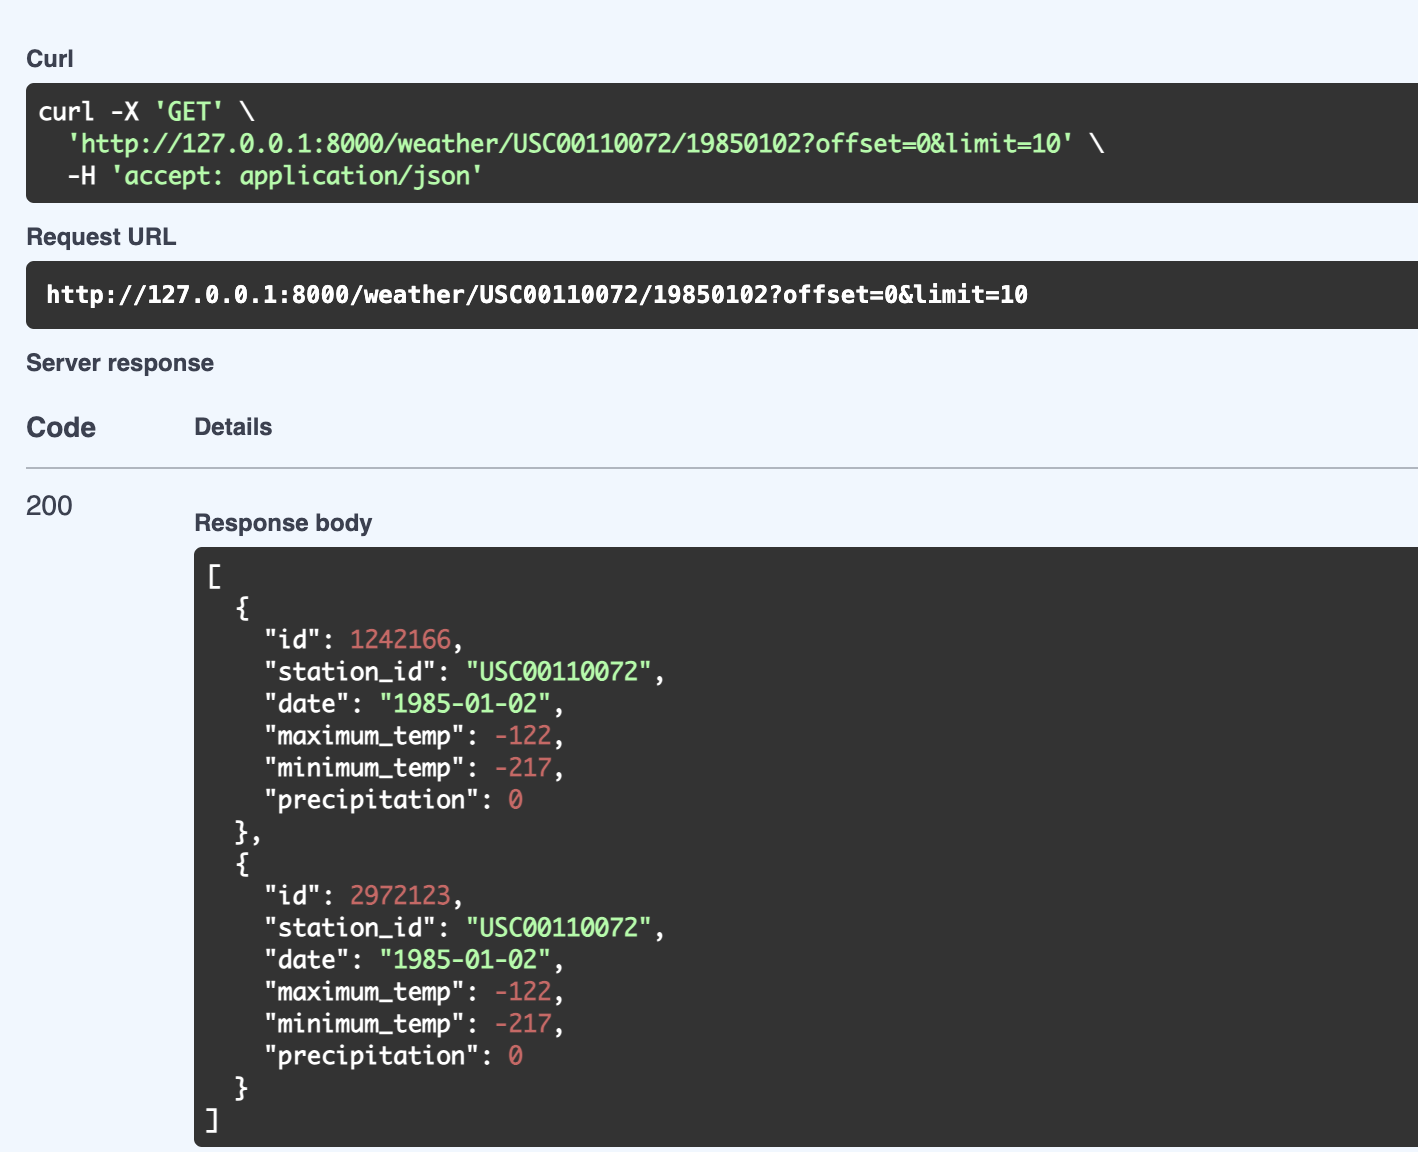 Curl
curl -X 'GET' \
  'http://127.0.0.1:8000/weather/USC00110072/19850102?offset=0&limit=10' \
  -H 'accept: application/json'
Request URL
http://127.0.0.1:8000/weather/USC00110072/19850102?offset=0&limit=10
Server response
Code Details
200
Response body
[
  {
    "id": 1242166,
    "station_id": "USC00110072",
    "date": "1985-01-02",
    "maximum_temp": -122,
    "minimum_temp": -217,
    "precipitation": 0
  },
  {
    "id": 2972123,
    "station_id": "USC00110072",
    "date": "1985-01-02",
    "maximum_temp": -122,
    "minimum_temp": -217,
    "precipitation": 0
  }
]